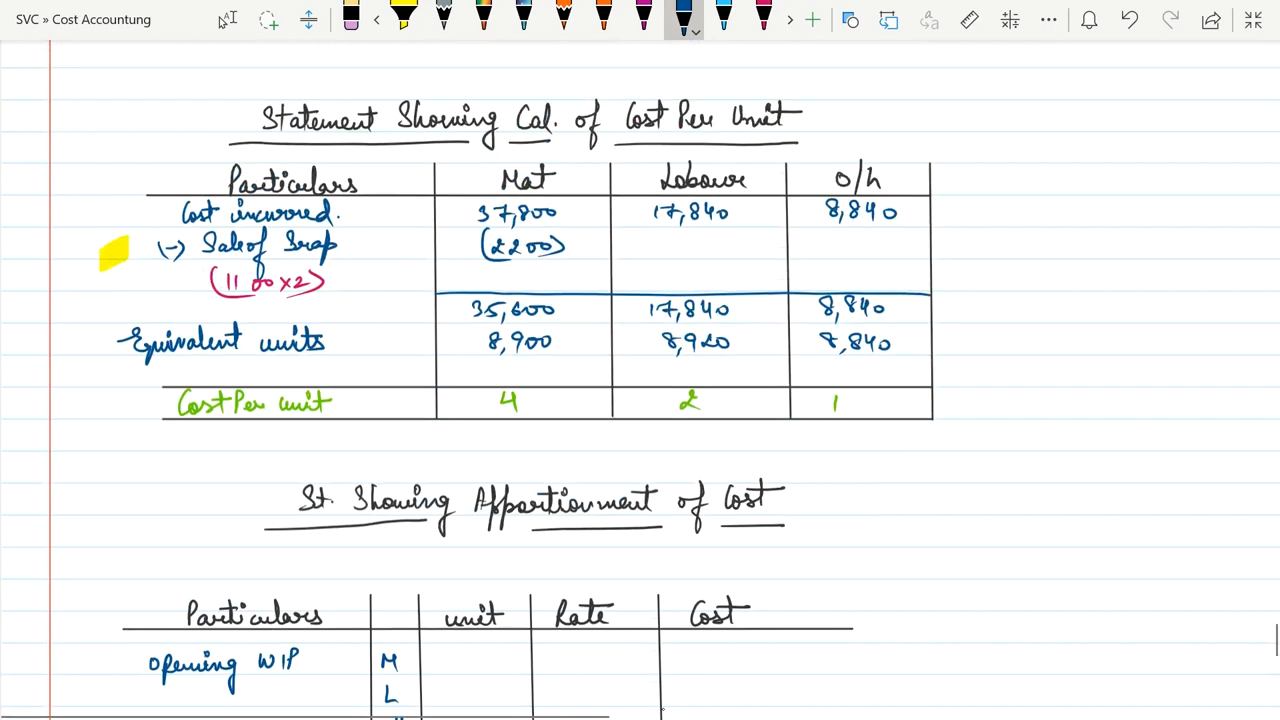 SVC » Cost Accountung
Statement Showing Cal. of Cost Per Unit
Particulars Mat Labour O/h
Cost incurred. 37,800 17,840 8,840
(-) Sale of Scrap (2200)
(1100x2)
35,600 17,840 8,840
Equivalent units 8,900 8,920 8,840
Cost Per unit 4 2 1
St. Showing Apportionment of Cost
Particulars unit Rate Cost
Opening WIP M
L